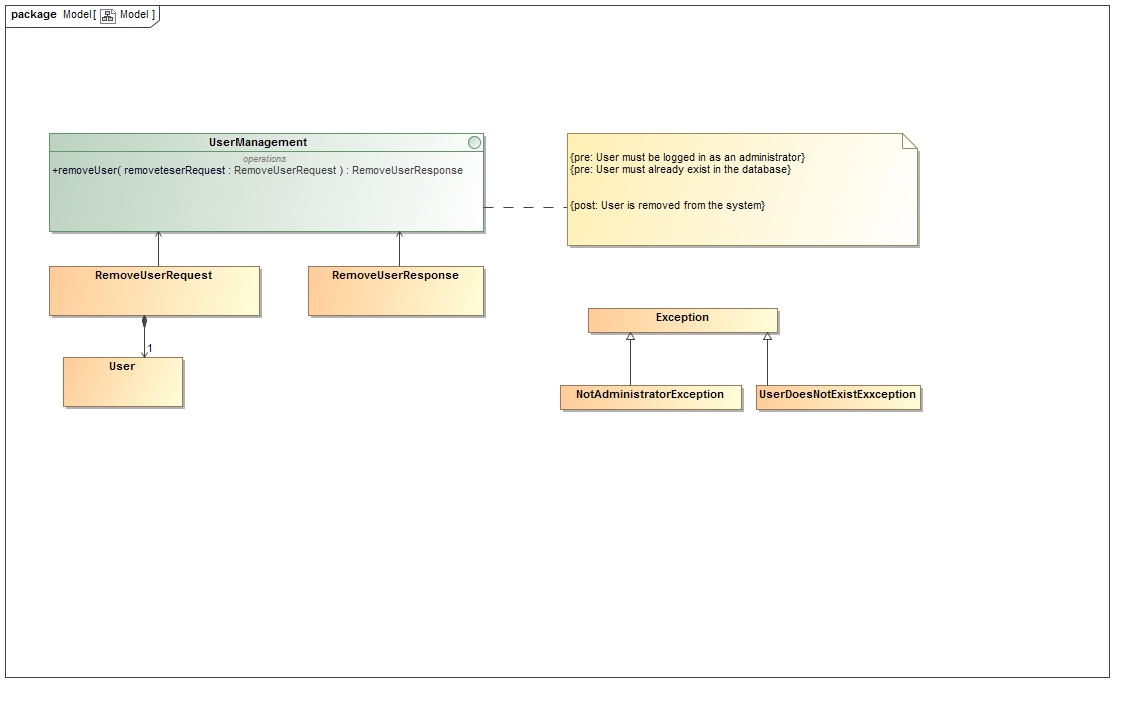 package Model [ Model ]
UserManagement
operations
+removeUser( removeteserRequest : RemoveUserRequest ) : RemoveUserResponse
{pre: User must be logged in as an administrator}
{pre: User must already exist in the database}
{post: User is removed from the system}
RemoveUserRequest
RemoveUserResponse
1
User
Exception
NotAdministratorException
UserDoesNotExistExxception